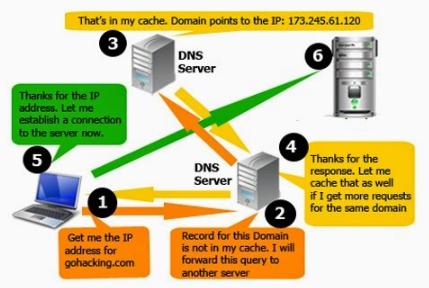 That's in my cache. Domain points to the IP: 173.245.61.120
3
DNS
Server
6
Thanks for the IP
address. Let me
establish a connection
to the server now.
5
DNS
Server
4
Thanks for the
response. Let me
cache that as well
if I get more requests
for the same domain
1
2
Get me the IP
address for
gohacking.com
Record for this Domain
is not in my cache. I will
forward this query to
another server